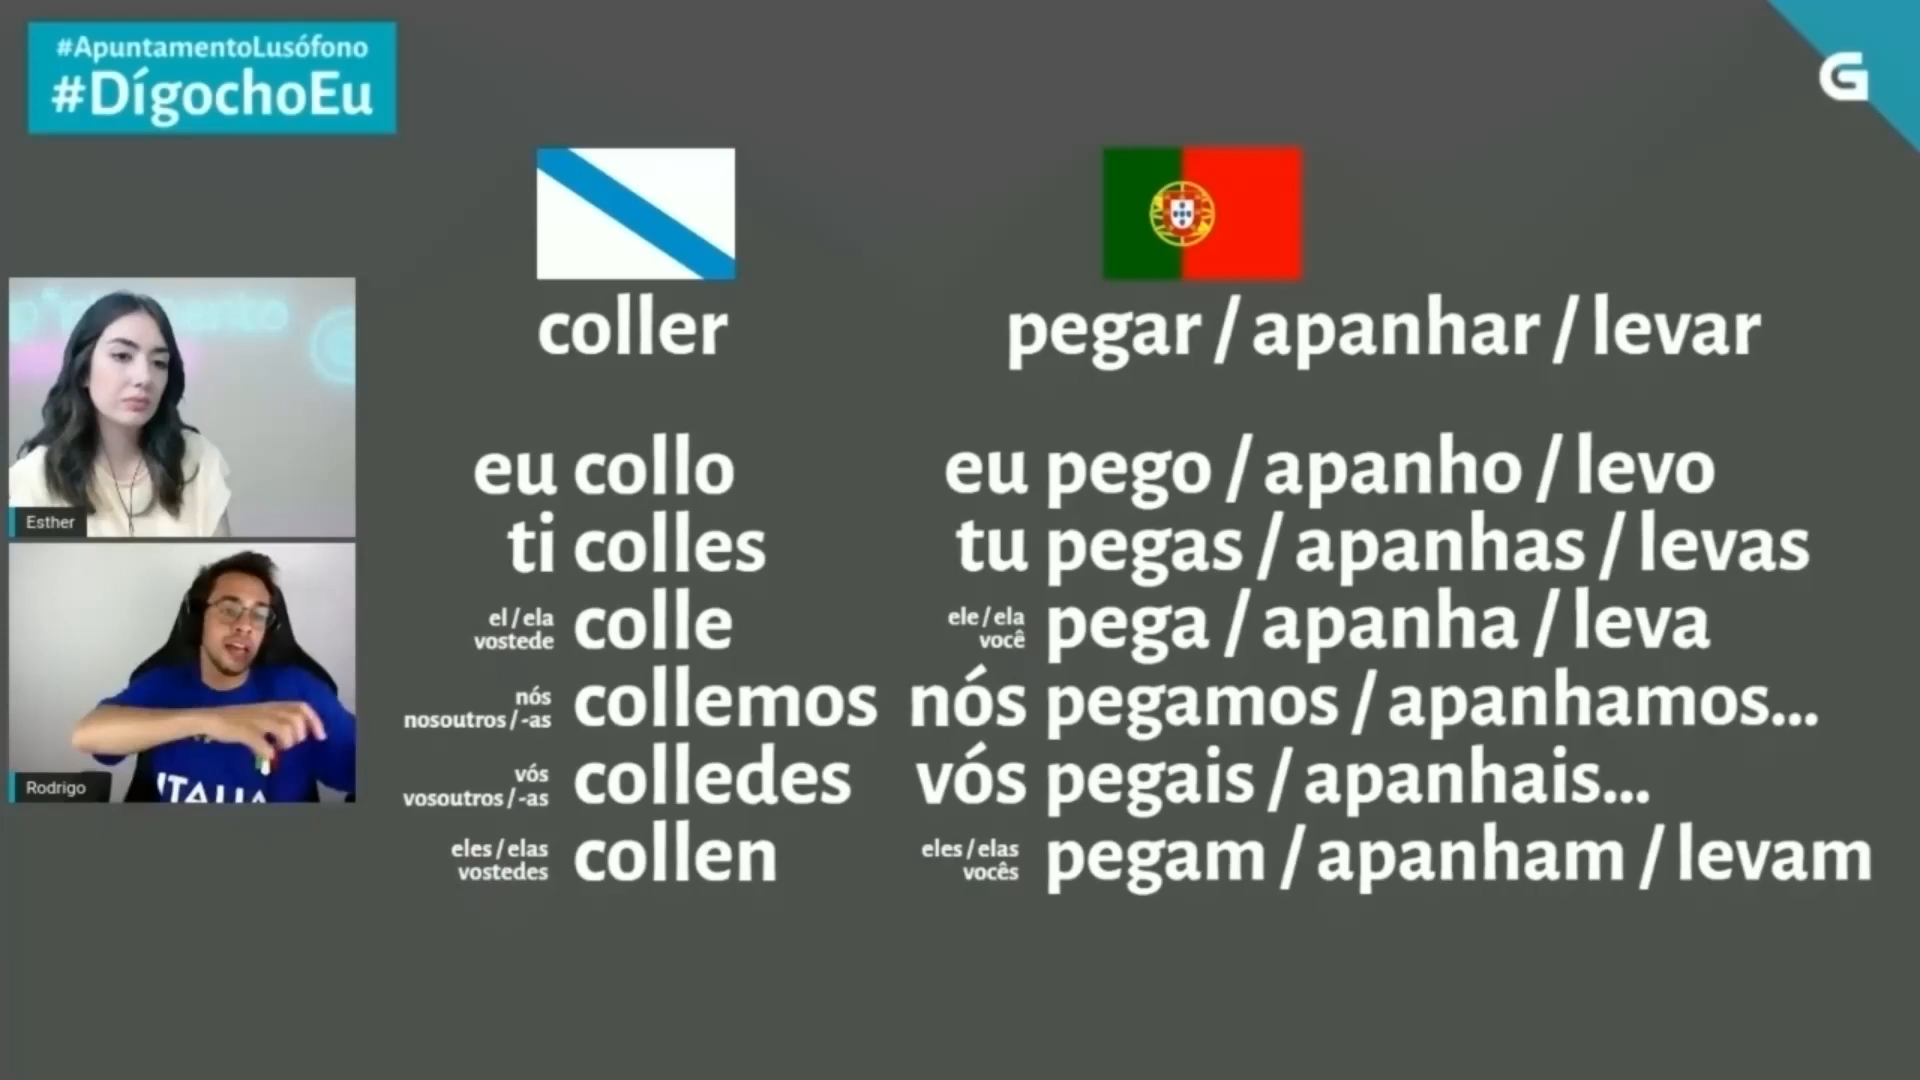 #ApuntamentoLusófono
#DígochoEu
G
coller
pegar / apanhar / levar
eu collo
eu pego / apanho / levo
ti colles
tu pegas / apanhas / levas
el / ela
vostede
colle
ele / ela
você
pega / apanha / leva
nós
nosoutros / -as
collemos
nós pegamos / apanhamos...
vós
vosoutros / -as
colledes
vós pegais / apanhais...
eles / elas
vostedes
collen
eles / elas
vocês
pegam / apanham / levam
Esther
Rodrigo
ITALIA